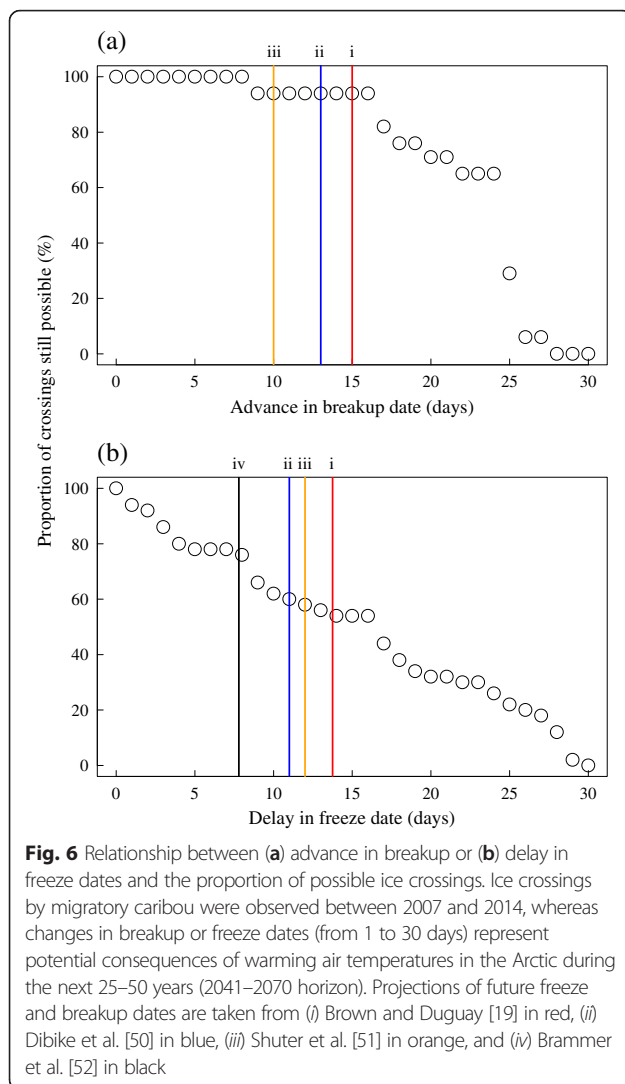 (a)
iii ii i
100
80
60
40
20
0
0 5 10 15 20 25 30
Advance in breakup date (days)
Proportion of crossings still possible (%)
(b)
iv ii iii i
100
80
60
40
20
0
0 5 10 15 20 25 30
Delay in freeze date (days)
Fig. 6 Relationship between (a) advance in breakup or (b) delay in
freeze dates and the proportion of possible ice crossings. Ice crossings
by migratory caribou were observed between 2007 and 2014, whereas
changes in breakup or freeze dates (from 1 to 30 days) represent
potential consequences of warming air temperatures in the Arctic during
the next 25–50 years (2041–2070 horizon). Projections of future freeze
and breakup dates are taken from (i) Brown and Duguay [19] in red, (ii)
Dibike et al. [50] in blue, (iii) Shuter et al. [51] in orange, and (iv) Brammer
et al. [52] in black